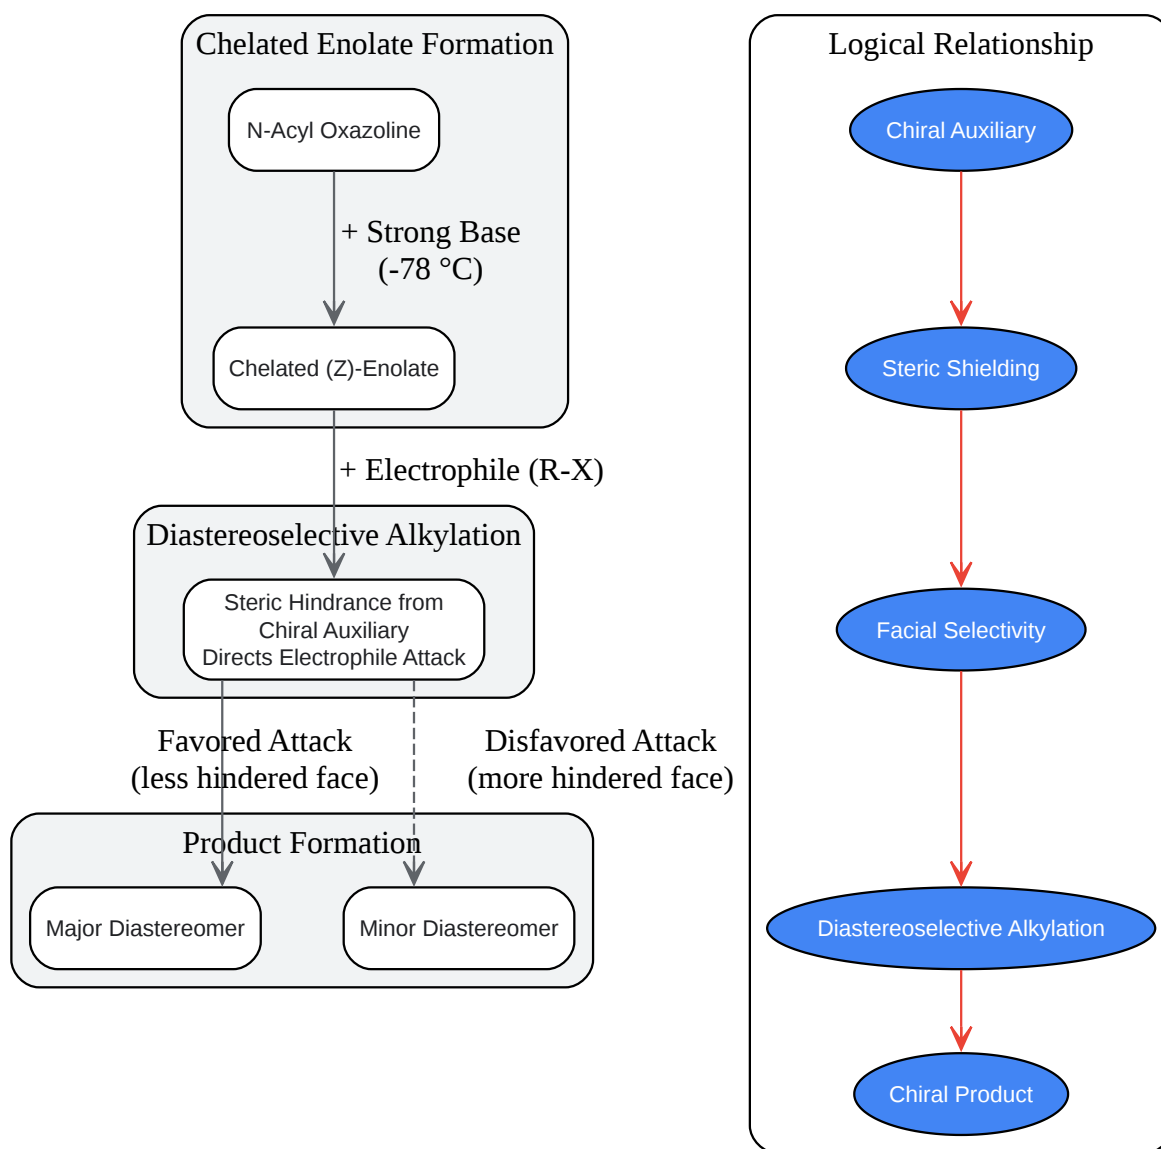 Chelated Enolate Formation
N-Acyl Oxazoline
+ Strong Base
(-78 °C)
Chelated (Z)-Enolate
+ Electrophile (R-X)
Diastereoselective Alkylation
Steric Hindrance from
Chiral Auxiliary
Directs Electrophile Attack
Favored Attack
(less hindered face)
Disfavored Attack
(more hindered face)
Product Formation
Major Diastereomer
Minor Diastereomer
Logical Relationship
Chiral Auxiliary
Steric Shielding
Facial Selectivity
Diastereoselective Alkylation
Chiral Product